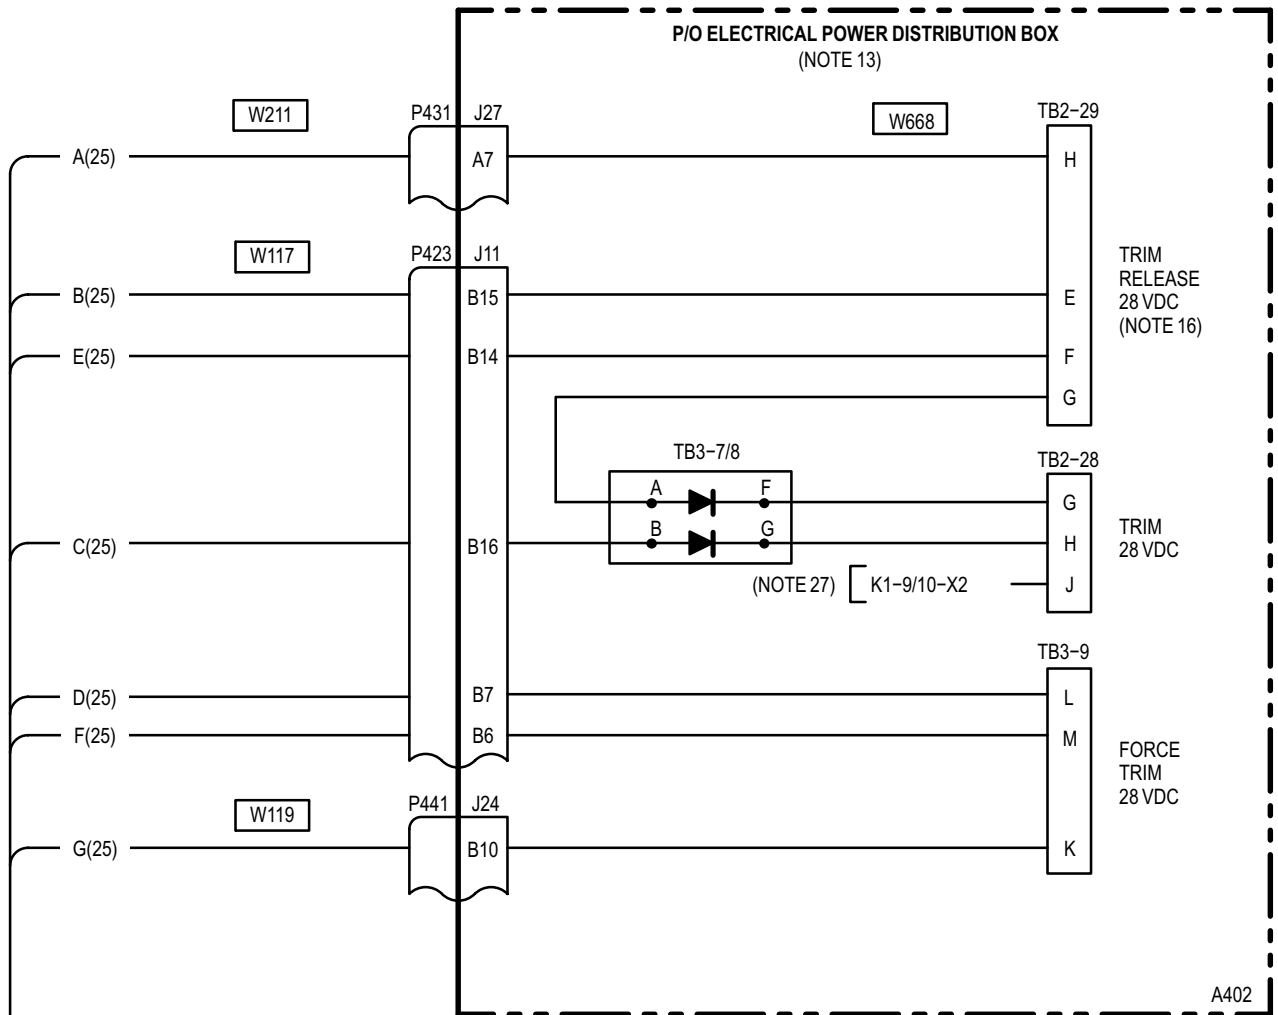 P/O ELECTRICAL POWER DISTRIBUTION BOX
(NOTE 13)
W211
P431
J27
W668
TB2−29
A(25)
A7
H
W117
P423
J11
TRIM
RELEASE
28 VDC
(NOTE 16)
B(25)
B15
E
E(25)
B14
F
G
TB3−7/8
TB2−28
A
F
G
B
G
C(25)
B16
H
TRIM
28 VDC
(NOTE 27)
K1−9/10−X2
J
TB3−9
D(25)
B7
L
F(25)
B6
M
FORCE
TRIM
28 VDC
W119
P441
J24
G(25)
B10
K
A402